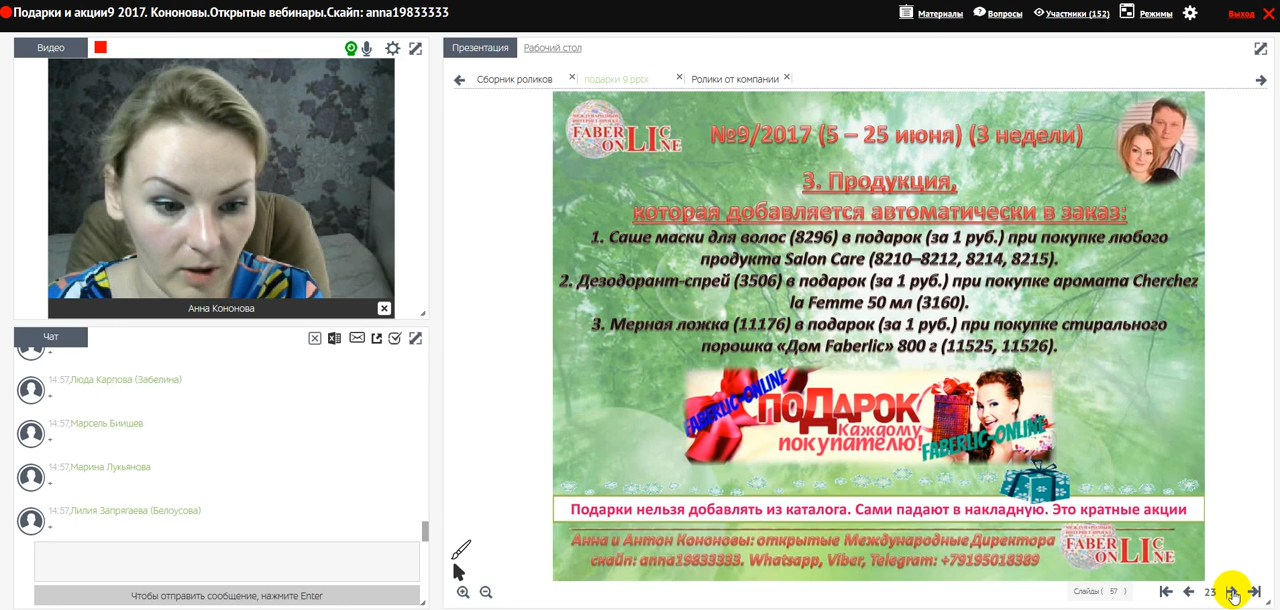 Подарки и акции9 2017. Кононовы.Открытые вебинары.Скайп: anna19833333
Материалы
Вопросы
Участники (152)
Режимы
Выход
Видео
Анна Кононова
Чат
+
14:57,Люда Карпова (Забелина)
+
14:57,Марсель Биишев
+
14:57,Марина Лукьянова
+
14:57,Лилия Запрягаева (Белоусова)
+
Чтобы отправить сообщение, нажмите Enter
Презентация
Рабочий стол
Сборник роликов
подарки 9.pptx
Ролики от компании
МЕЖДУНАРОДНЫЙ
ИНТЕРНЕТ-ПРОЕКТ
FABERLIC
ONLINE
№9/2017 (5 – 25 июня) (3 недели)
3. Продукция,
которая добавляется автоматически в заказ:
1. Саше маски для волос (8296) в подарок (за 1 руб.) при покупке любого
продукта Salon Care (8210–8212, 8214, 8215).
2. Дезодорант-спрей (3506) в подарок (за 1 руб.) при покупке аромата Cherchez
la Femme 50 мл (3160).
3. Мерная ложка (11176) в подарок (за 1 руб.) при покупке стирального
порошка «Дом Faberlic» 800 г (11525, 11526).
FABERLIC-ONLINE
ПОДАРОК
каждому
покупателю!
FABERLIC-ONLINE
Подарки нельзя добавлять из каталога. Сами падают в накладную. Это кратные акции
Анна и Антон Кононовы: открытые Международные Директора
скайп: anna19833333. Whatsapp, Viber, Telegram: +79195018389
FABERLIC
ONLINE
Слайды ( 57 )
23